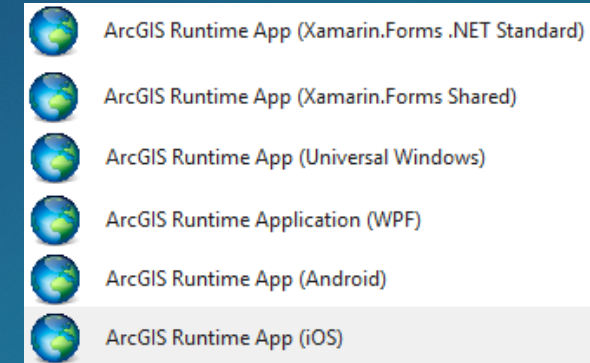 ArcGIS Runtime App (Xamarin.Forms .NET Standard)
ArcGIS Runtime App (Xamarin.Forms Shared)
ArcGIS Runtime App (Universal Windows)
ArcGIS Runtime Application (WPF)
ArcGIS Runtime App (Android)
ArcGIS Runtime App (iOS)